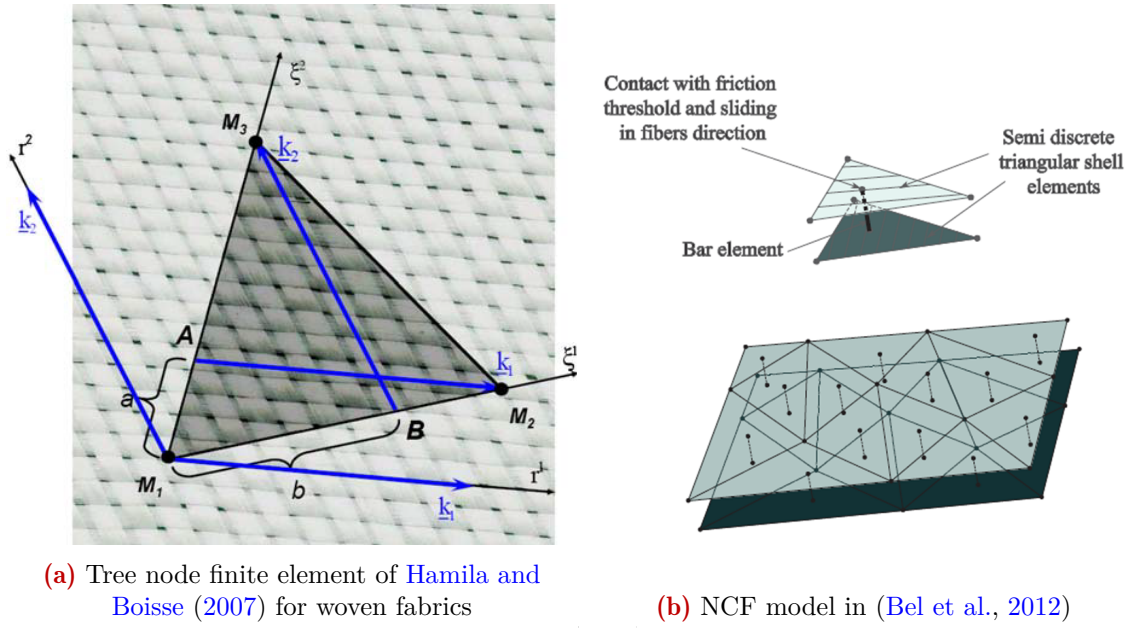 ξ²
M₃
k₂
r²
k₂
A
a
k₁
ξ¹
M₂
B
M₁
b
r¹
k₁
(a) Tree node finite element of Hamila and
Boisse (2007) for woven fabrics
Contact with friction
threshold and sliding
in fibers direction
Semi discrete
triangular shell
elements
Bar element
(b) NCF model in (Bel et al., 2012)